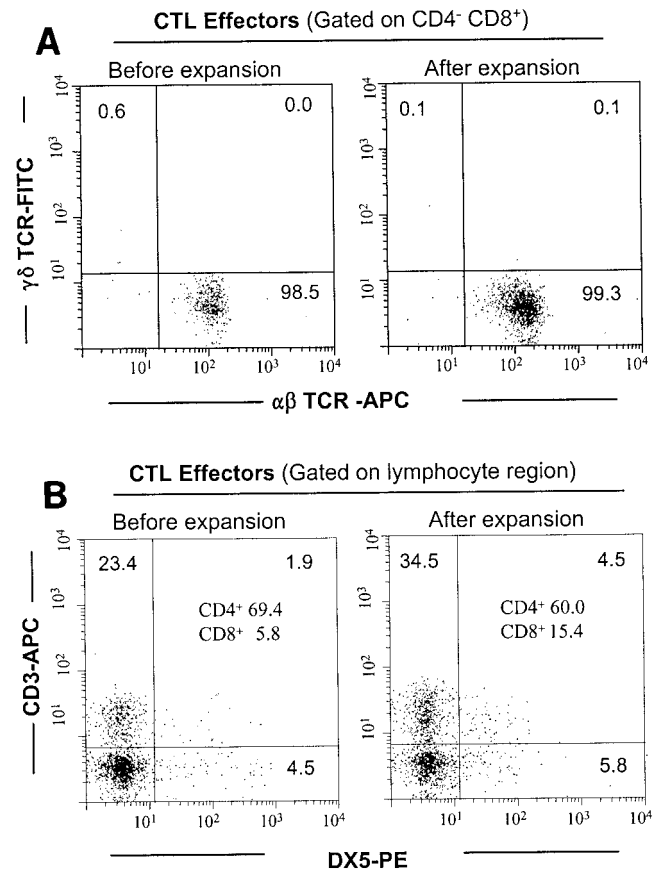 A
CTL Effectors (Gated on CD4⁻ CD8⁺)
Before expansion
After expansion
γδ TCR-FITC
10⁴
10³
10²
10¹
0.6
0.0
98.5
10¹ 10² 10³ 10⁴
10⁴
10³
10²
10¹
0.1
0.1
99.3
10¹ 10² 10³ 10⁴
αβ TCR -APC
B
CTL Effectors (Gated on lymphocyte region)
Before expansion
After expansion
CD3-APC
10⁴
10³
10²
10¹
23.4
1.9
CD4⁺ 69.4
CD8⁺ 5.8
4.5
10¹ 10² 10³ 10⁴
10⁴
10³
10²
10¹
34.5
4.5
CD4⁺ 60.0
CD8⁺ 15.4
5.8
10¹ 10² 10³ 10⁴
DX5-PE